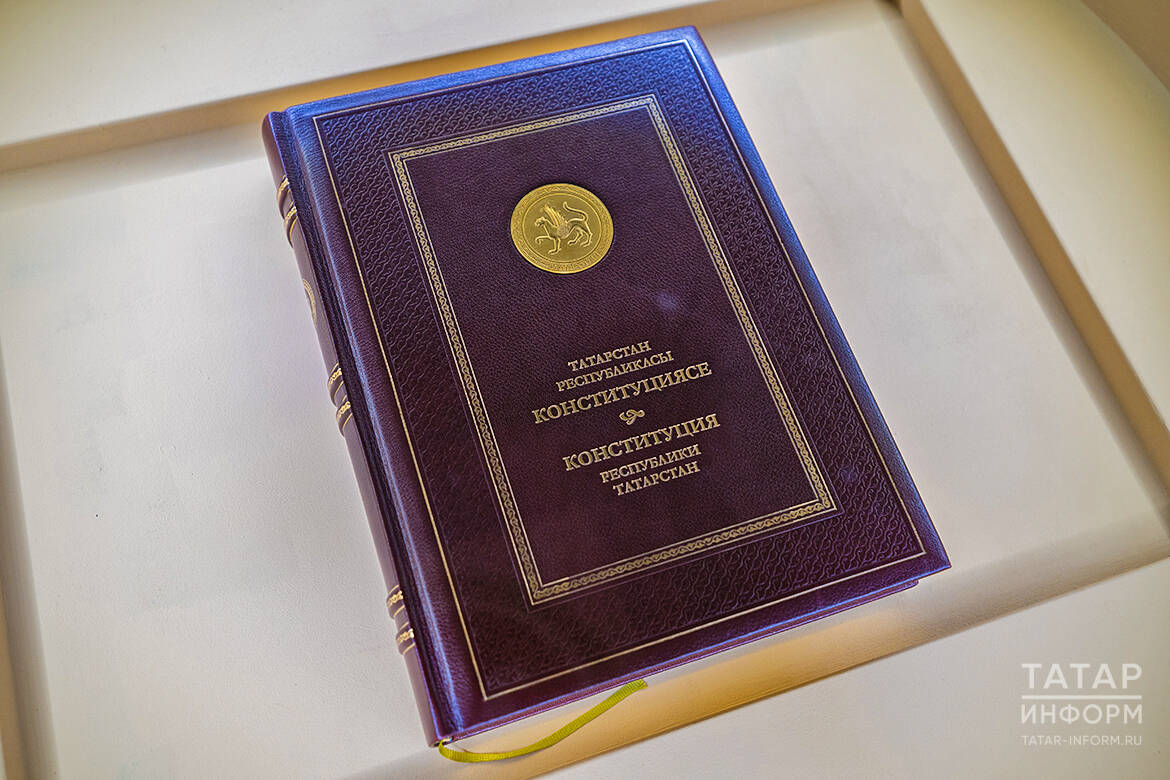 ТАТАРСТАН
РЕСПУБЛИКАСЫ
КОНСТИТУЦИЯСЕ
КОНСТИТУЦИЯ
РЕСПУБЛИКИ
ТАТАРСТАН
ТАТАР
ИНФОРМ
TATAR-INFORM.RU